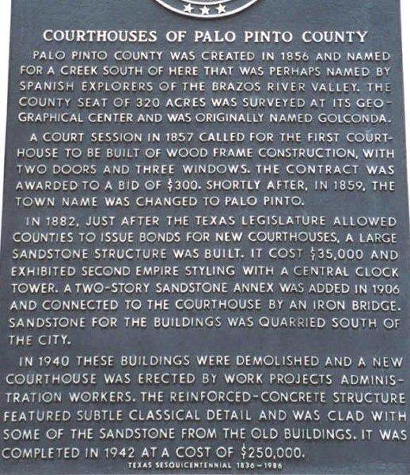 COURTHOUSES OF PALO PINTO COUNTY
PALO PINTO COUNTY WAS CREATED IN 1856 AND NAMED
FOR A CREEK SOUTH OF HERE THAT WAS PERHAPS NAMED BY
SPANISH EXPLORERS OF THE BRAZOS RIVER VALLEY. THE
COUNTY SEAT OF 320 ACRES WAS SURVEYED AT ITS GEO-
GRAPHICAL CENTER AND WAS ORIGINALLY NAMED GOLCONDA.
A COURT SESSION IN 1857 CALLED FOR THE FIRST COURT-
HOUSE TO BE BUILT OF WOOD FRAME CONSTRUCTION, WITH
TWO DOORS AND THREE WINDOWS. THE CONTRACT WAS
AWARDED TO A BID OF $300. SHORTLY AFTER, IN 1859, THE
TOWN NAME WAS CHANGED TO PALO PINTO.
IN 1882, JUST AFTER THE TEXAS LEGISLATURE ALLOWED
COUNTIES TO ISSUE BONDS FOR NEW COURTHOUSES, A LARGE
SANDSTONE STRUCTURE WAS BUILT. IT COST $35,000 AND
EXHIBITED SECOND EMPIRE STYLING WITH A CENTRAL CLOCK
TOWER. A TWO-STORY SANDSTONE ANNEX WAS ADDED IN 1906
AND CONNECTED TO THE COURTHOUSE BY AN IRON BRIDGE.
SANDSTONE FOR THE BUILDINGS WAS QUARRIED SOUTH OF
THE CITY.
IN 1940 THESE BUILDINGS WERE DEMOLISHED AND A NEW
COURTHOUSE WAS ERECTED BY WORK PROJECTS ADMINIS-
TRATION WORKERS. THE REINFORCED-CONCRETE STRUCTURE
FEATURED SUBTLE CLASSICAL DETAIL AND WAS CLAD WITH
SOME OF THE SANDSTONE FROM THE OLD BUILDINGS. IT WAS
COMPLETED IN 1942 AT A COST OF $250,000.
TEXAS SESQUICENTENNIAL 1836-1986